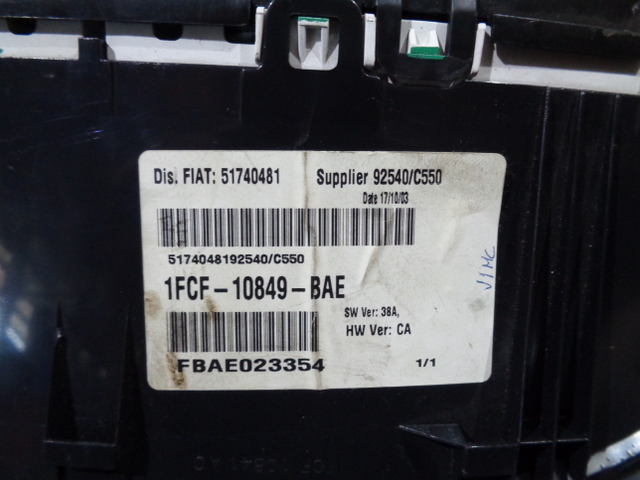 Dis. FIAT: 51740481 Supplier 92540/C550
Date 17/10/03
5174048192540/C550
1FCF-10849-BAE
SW Ver: 38A,
HW Ver: CA
FBAE023354 1/1
V1MC